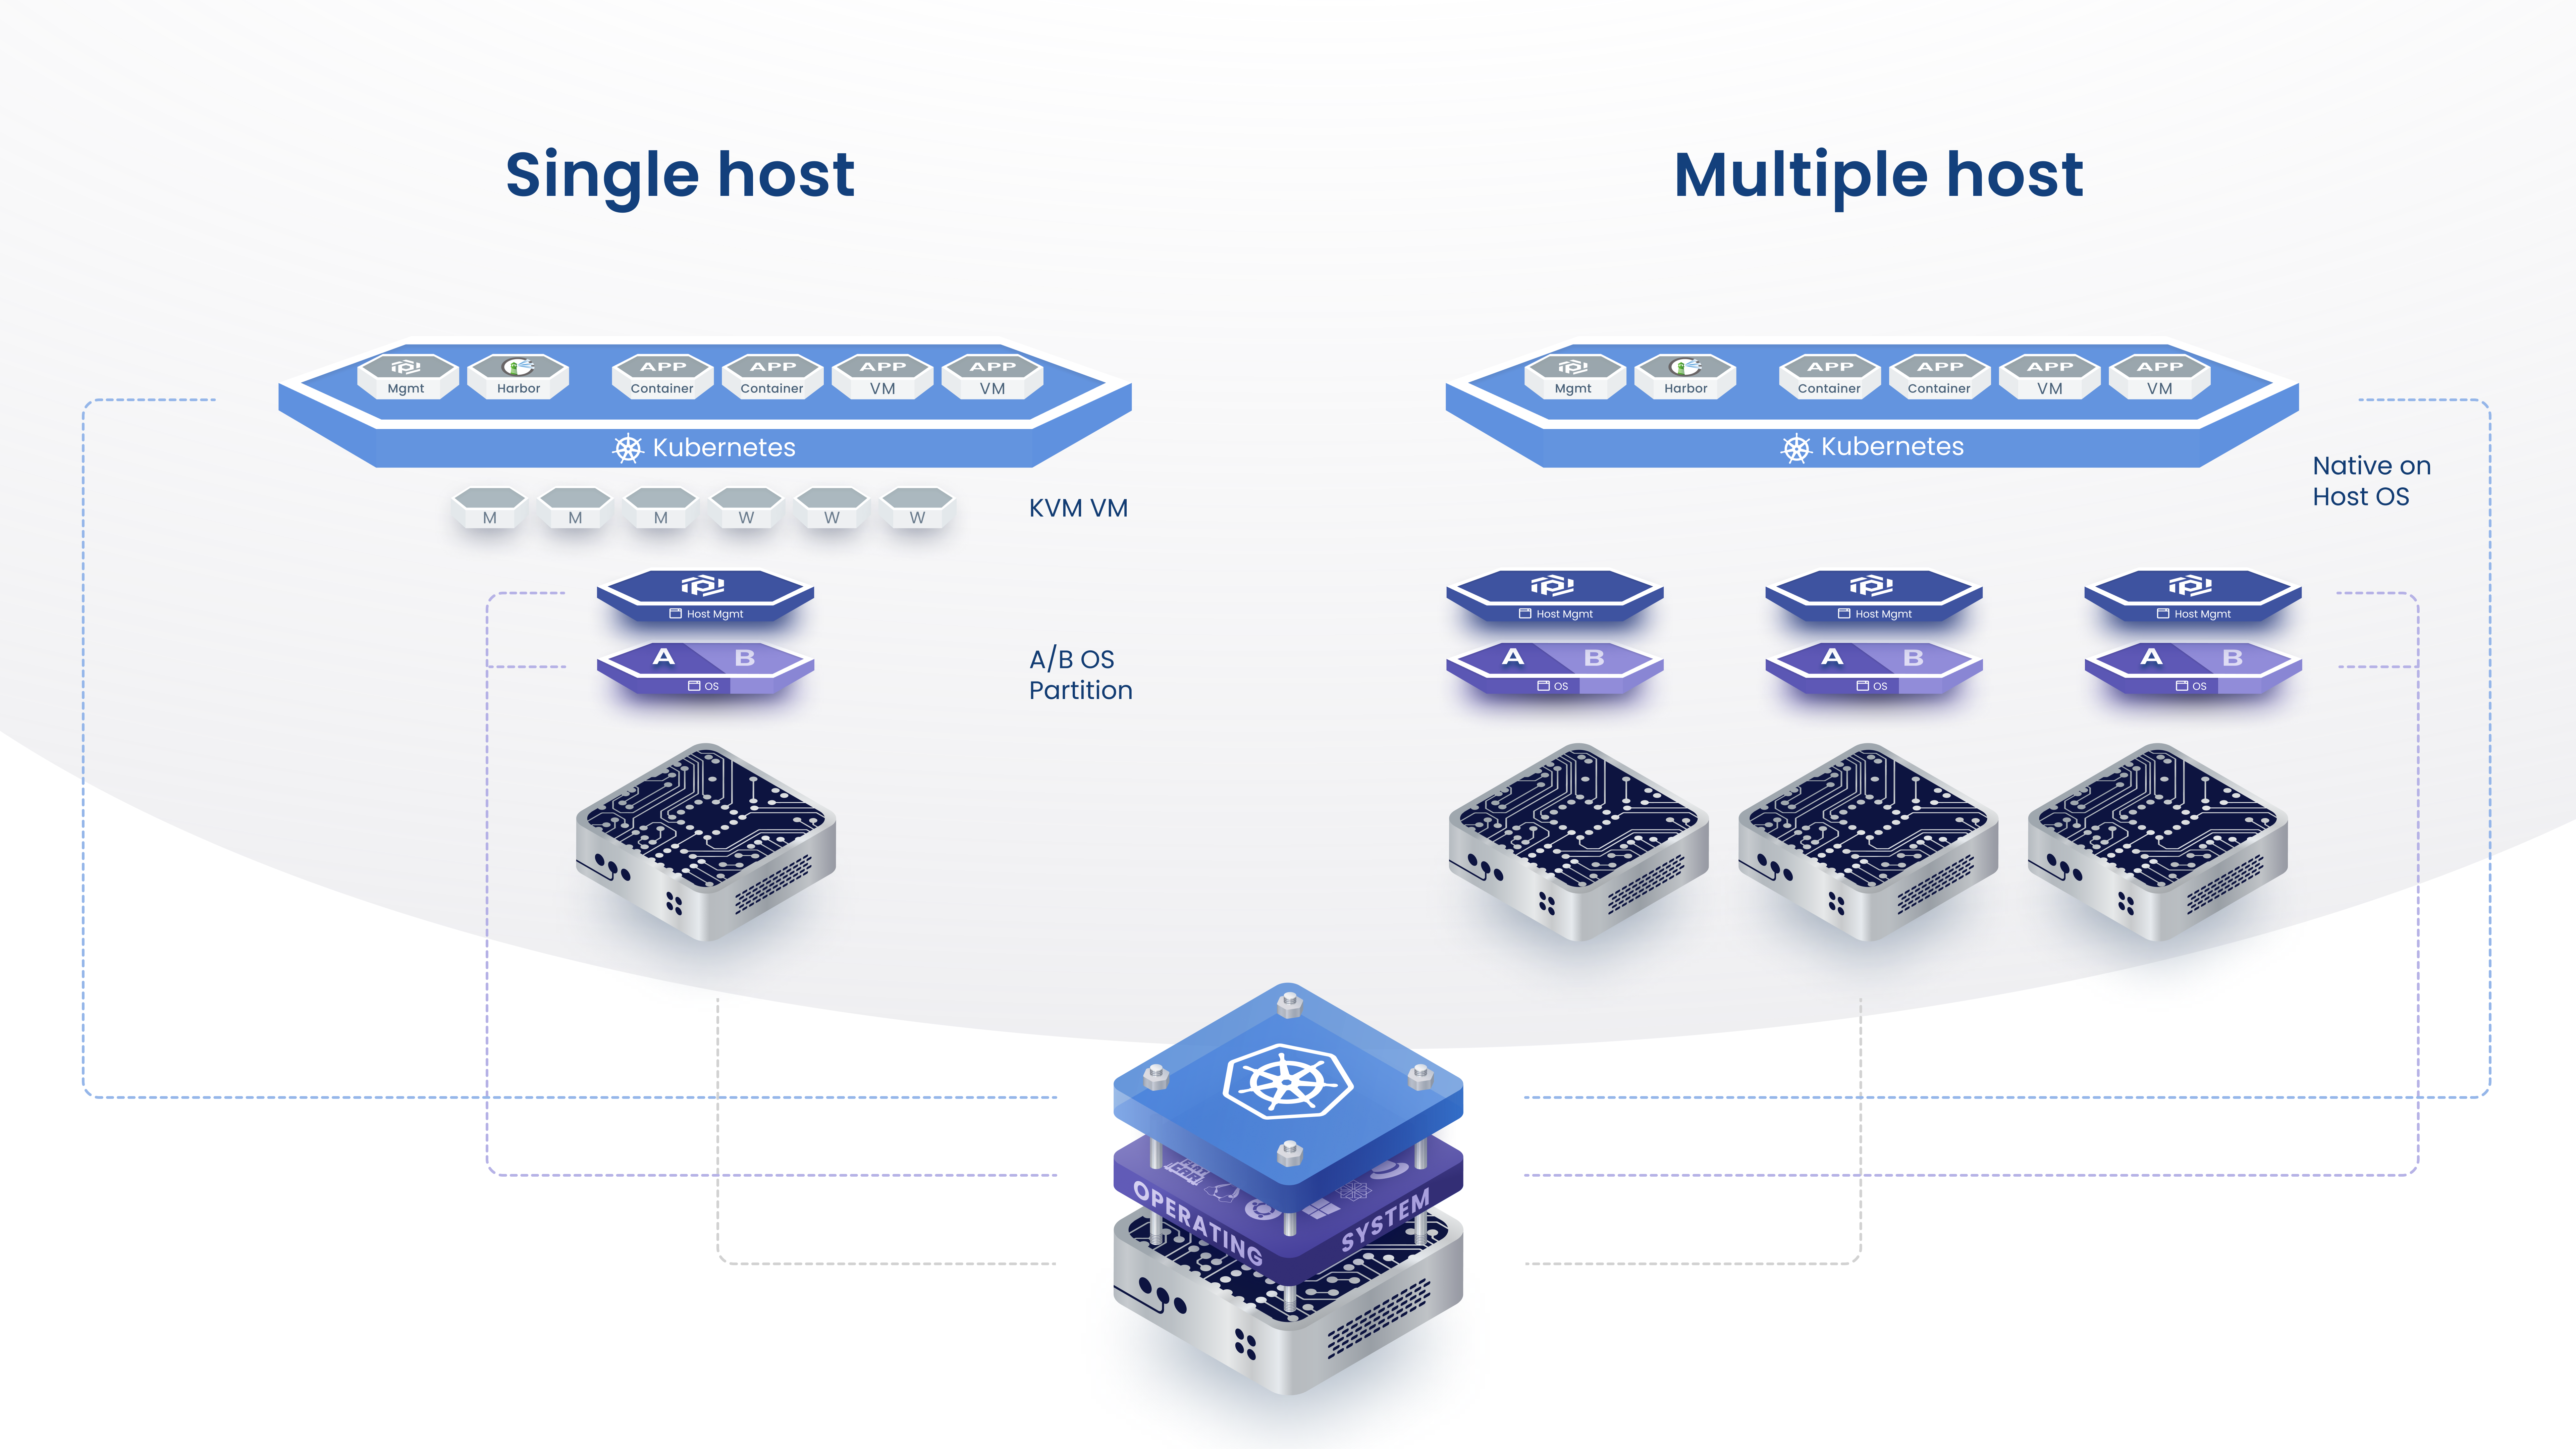 Single host
Multiple host
APP APP APP APP
Mgmt Harbor Container Container VM VM
Kubernetes
APP APP APP APP
Mgmt Harbor Container Container VM VM
Kubernetes
Native on
Host OS
M M M W W W
KVM VM
Host Mgmt
Host Mgmt Host Mgmt Host Mgmt
A B
OS
A/B OS
Partition
A B A B A B
OS OS OS
OPERATING SYSTEM